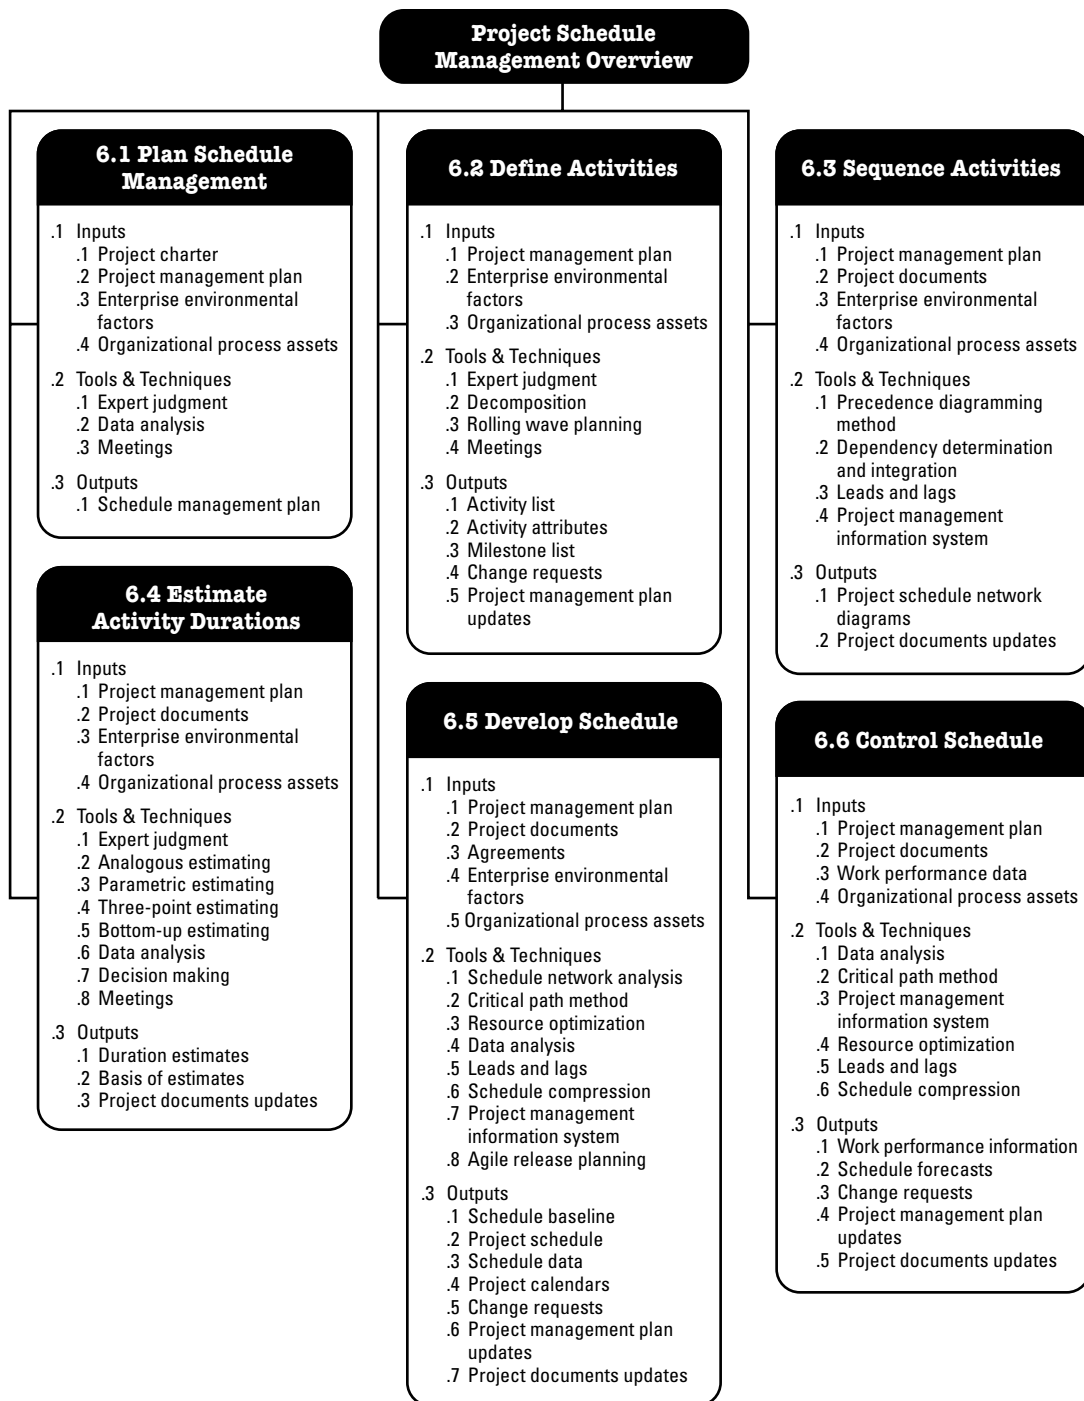 Project Schedule
Management Overview
6.1 Plan Schedule
Management
.1 Inputs
.1 Project charter
.2 Project management plan
.3 Enterprise environmental
factors
.4 Organizational process assets
.2 Tools & Techniques
.1 Expert judgment
.2 Data analysis
.3 Meetings
.3 Outputs
.1 Schedule management plan
6.2 Define Activities
.1 Inputs
.1 Project management plan
.2 Enterprise environmental
factors
.3 Organizational process assets
.2 Tools & Techniques
.1 Expert judgment
.2 Decomposition
.3 Rolling wave planning
.4 Meetings
.3 Outputs
.1 Activity list
.2 Activity attributes
.3 Milestone list
.4 Change requests
.5 Project management plan
updates
6.3 Sequence Activities
.1 Inputs
.1 Project management plan
.2 Project documents
.3 Enterprise environmental
factors
.4 Organizational process assets
.2 Tools & Techniques
.1 Precedence diagramming
method
.2 Dependency determination
and integration
.3 Leads and lags
.4 Project management
information system
.3 Outputs
.1 Project schedule network
diagrams
.2 Project documents updates
6.4 Estimate
Activity Durations
.1 Inputs
.1 Project management plan
.2 Project documents
.3 Enterprise environmental
factors
.4 Organizational process assets
.2 Tools & Techniques
.1 Expert judgment
.2 Analogous estimating
.3 Parametric estimating
.4 Three-point estimating
.5 Bottom-up estimating
.6 Data analysis
.7 Decision making
.8 Meetings
.3 Outputs
.1 Duration estimates
.2 Basis of estimates
.3 Project documents updates
6.5 Develop Schedule
.1 Inputs
.1 Project management plan
.2 Project documents
.3 Agreements
.4 Enterprise environmental
factors
.5 Organizational process assets
.2 Tools & Techniques
.1 Schedule network analysis
.2 Critical path method
.3 Resource optimization
.4 Data analysis
.5 Leads and lags
.6 Schedule compression
.7 Project management
information system
.8 Agile release planning
.3 Outputs
.1 Schedule baseline
.2 Project schedule
.3 Schedule data
.4 Project calendars
.5 Change requests
.6 Project management plan
updates
.7 Project documents updates
6.6 Control Schedule
.1 Inputs
.1 Project management plan
.2 Project documents
.3 Work performance data
.4 Organizational process assets
.2 Tools & Techniques
.1 Data analysis
.2 Critical path method
.3 Project management
information system
.4 Resource optimization
.5 Leads and lags
.6 Schedule compression
.3 Outputs
.1 Work performance information
.2 Schedule forecasts
.3 Change requests
.4 Project management plan
updates
.5 Project documents updates